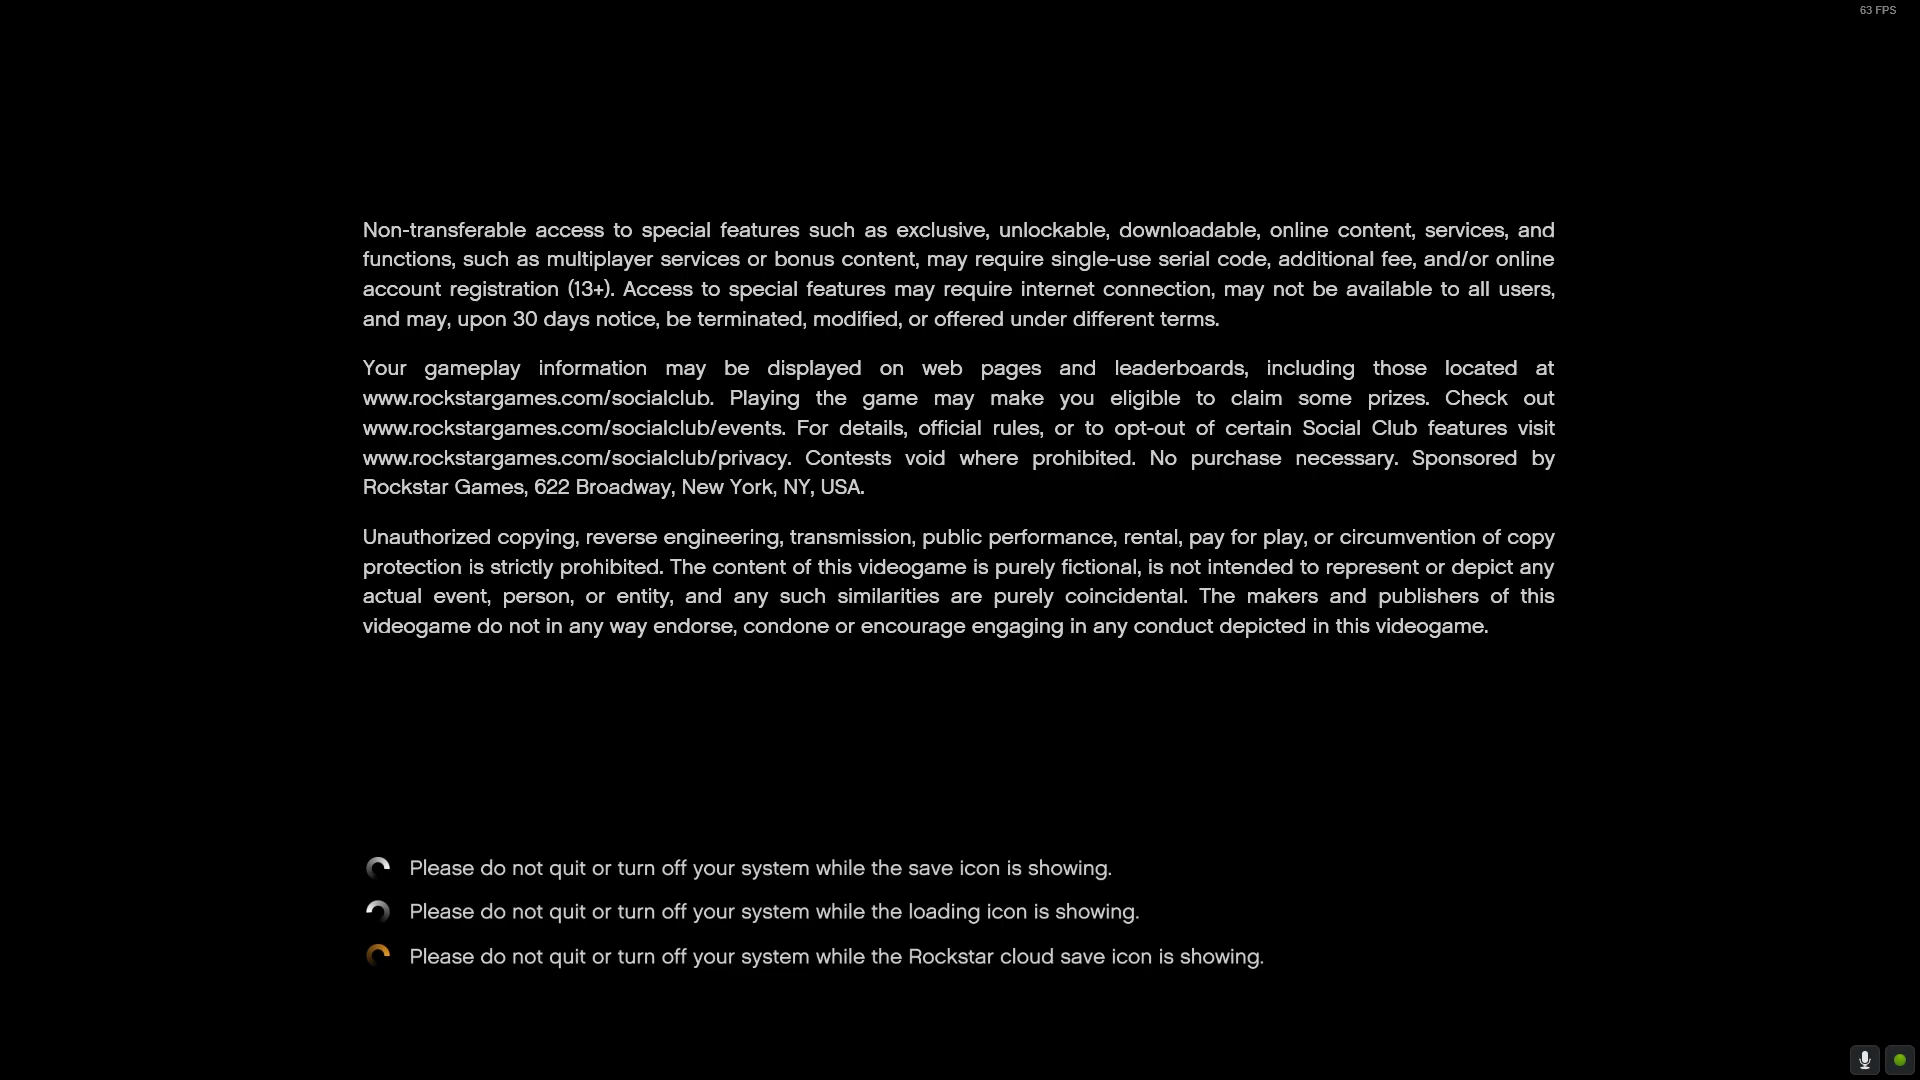 63 FPS
Non-transferable access to special features such as exclusive, unlockable, downloadable, online content, services, and
functions, such as multiplayer services or bonus content, may require single-use serial code, additional fee, and/or online
account registration (13+). Access to special features may require internet connection, may not be available to all users,
and may, upon 30 days notice, be terminated, modified, or offered under different terms.
Your gameplay information may be displayed on web pages and leaderboards, including those located at
www.rockstargames.com/socialclub. Playing the game may make you eligible to claim some prizes. Check out
www.rockstargames.com/socialclub/events. For details, official rules, or to opt-out of certain Social Club features visit
www.rockstargames.com/socialclub/privacy. Contests void where prohibited. No purchase necessary. Sponsored by
Rockstar Games, 622 Broadway, New York, NY, USA.
Unauthorized copying, reverse engineering, transmission, public performance, rental, pay for play, or circumvention of copy
protection is strictly prohibited. The content of this videogame is purely fictional, is not intended to represent or depict any
actual event, person, or entity, and any such similarities are purely coincidental. The makers and publishers of this
videogame do not in any way endorse, condone or encourage engaging in any conduct depicted in this videogame.
Please do not quit or turn off your system while the save icon is showing.
Please do not quit or turn off your system while the loading icon is showing.
Please do not quit or turn off your system while the Rockstar cloud save icon is showing.